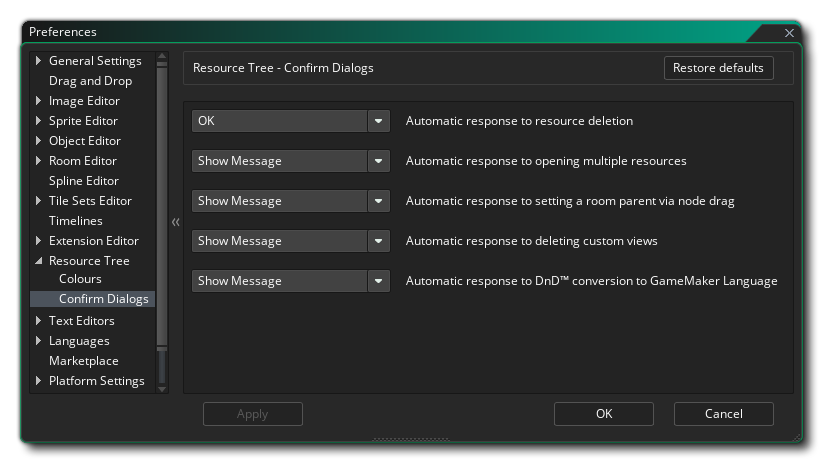 Preferences
General Settings
Drag and Drop
Image Editor
Sprite Editor
Object Editor
Room Editor
Spline Editor
Tile Sets Editor
Timelines
Extension Editor
Resource Tree
Colours
Confirm Dialogs
Text Editors
Languages
Marketplace
Platform Settings
Resource Tree - Confirm Dialogs
Restore defaults
OK Automatic response to resource deletion
Show Message Automatic response to opening multiple resources
Show Message Automatic response to setting a room parent via node drag
Show Message Automatic response to deleting custom views
Show Message Automatic response to DnD™ conversion to GameMaker Language
Apply OK Cancel